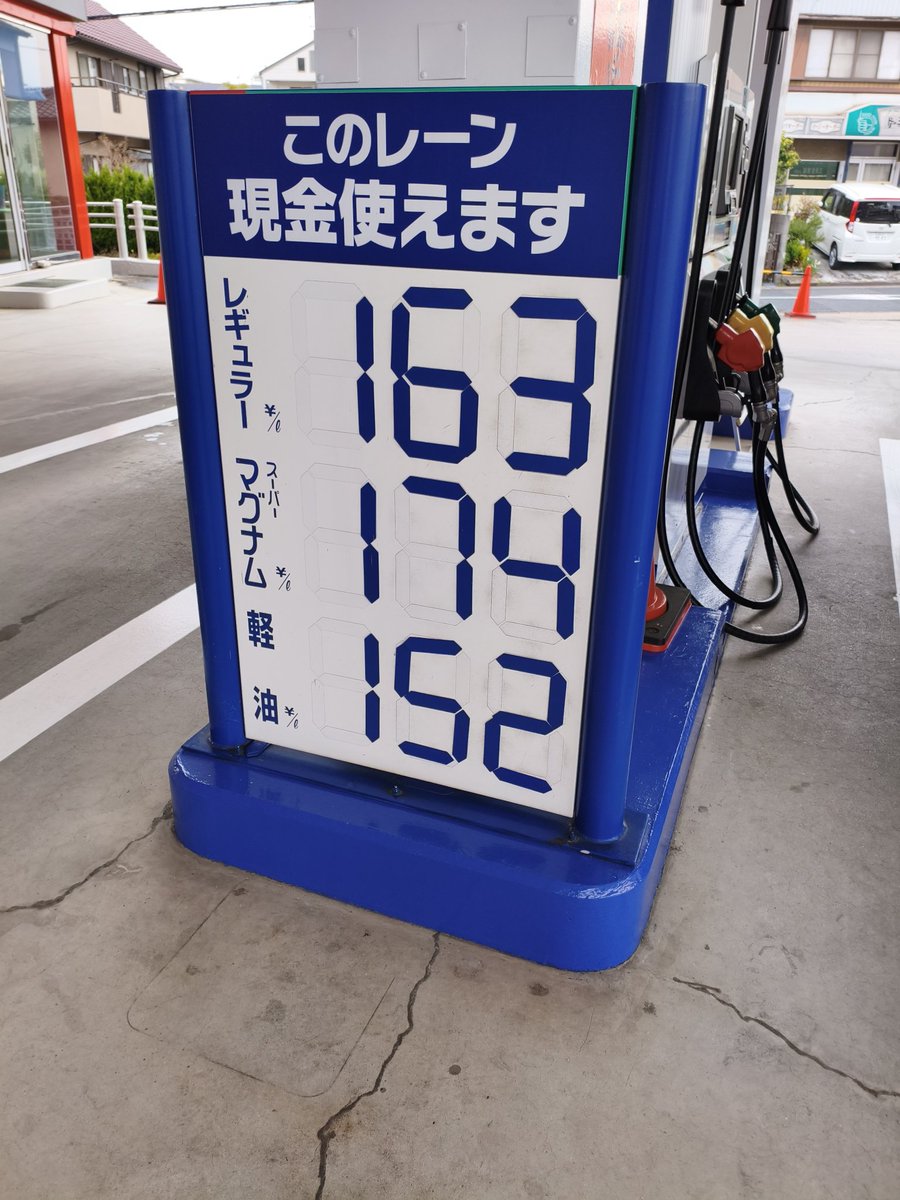 このレーン
現金使えます
レギュラー ¥/ℓ 163
スーパー
マグナム ¥/ℓ 174
軽油 ¥/ℓ 152